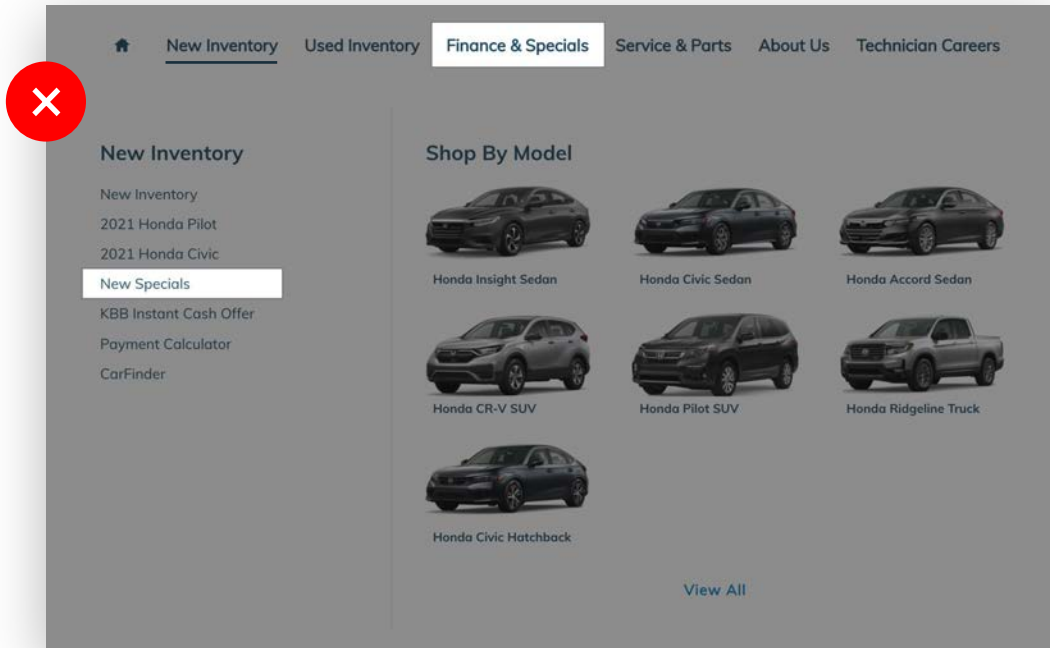 New Inventory Used Inventory Finance & Specials Service & Parts About Us Technician Careers
New Inventory
New Inventory
2021 Honda Pilot
2021 Honda Civic
New Specials
KBB Instant Cash Offer
Payment Calculator
CarFinder
Shop By Model
Honda Insight Sedan
Honda Civic Sedan
Honda Accord Sedan
Honda CR-V SUV
Honda Pilot SUV
Honda Ridgeline Truck
Honda Civic Hatchback
View All